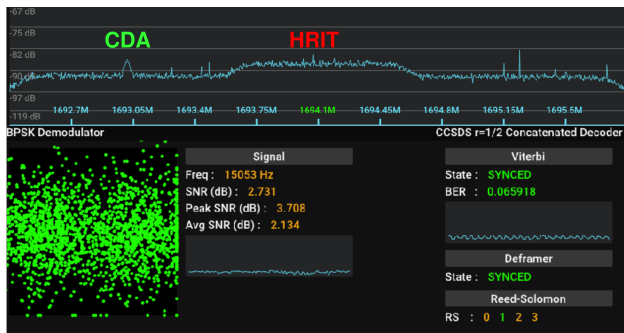 -67 dB
-75 dB
CDA HRIT
-82 dB
-90 dB
-97 dB
1692.7M 1693.05M 1693.4M 1693.75M 1694.1M 1694.45M 1694.8M 1695.15M 1695.5M
-119 dB
BPSK Demodulator CCSDS r=1/2 Concatenated Decoder
Signal Viterbi
Freq : 15053 Hz State : SYNCED
SNR (dB) : 2.731 BER : 0.065918
Peak SNR (dB) : 3.708
Avg SNR (dB) : 2.134
Deframer
State : SYNCED
Reed-Solomon
RS : 0 1 2 3